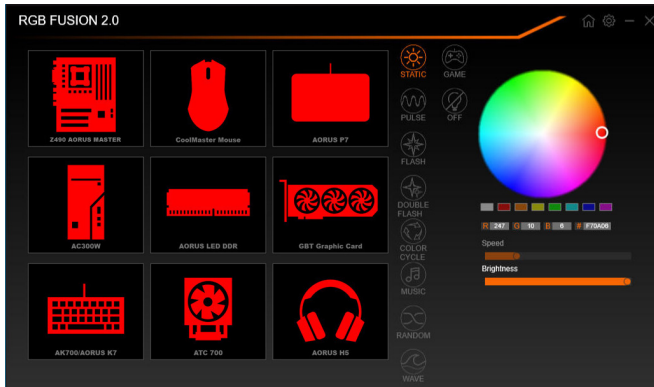 RGB FUSION 2.0
Z490 AORUS MASTER
CoolMaster Mouse
AORUS P7
AC300W
AORUS LED DDR
GBT Graphic Card
AK700/AORUS K7
ATC 700
AORUS H5
STATIC
GAME
PULSE
OFF
FLASH
DOUBLE
FLASH
COLOR
CYCLE
MUSIC
RANDOM
WAVE
R 247 G 10 B 6 # F70A06
Speed
Brightness